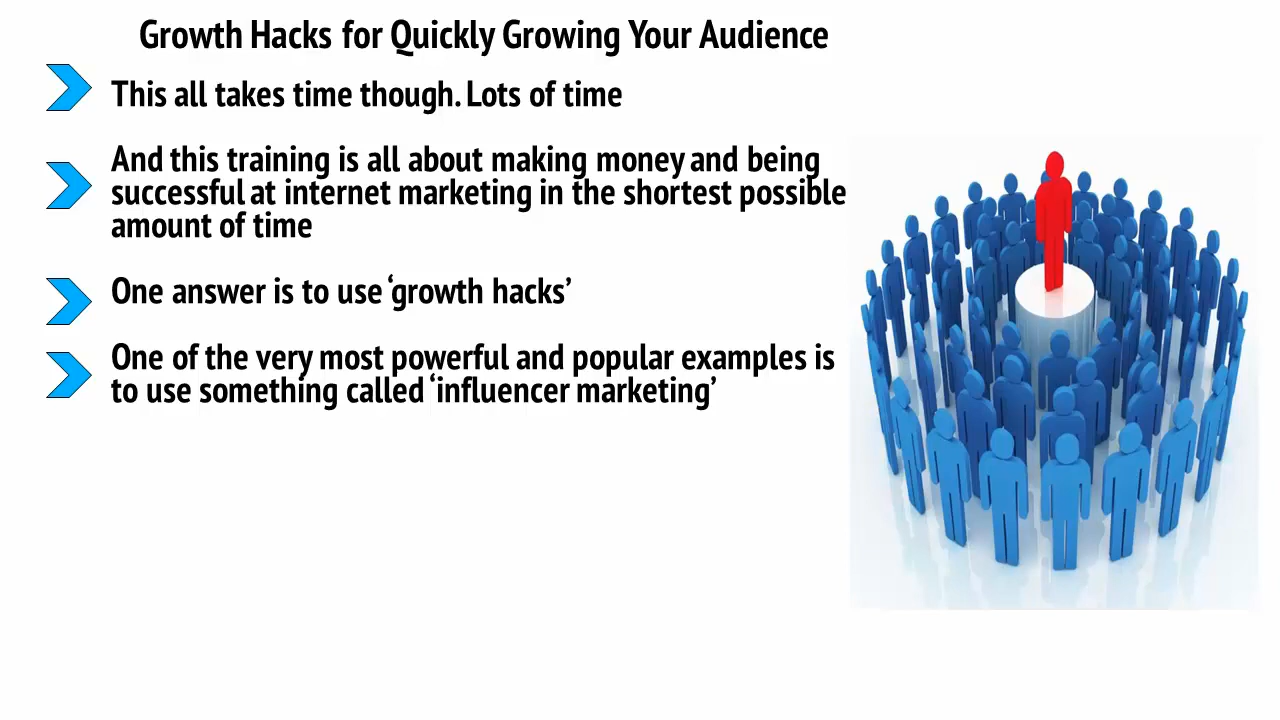 Growth Hacks for Quickly Growing Your Audience
This all takes time though. Lots of time
And this training is all about making money and being
successful at internet marketing in the shortest possible
amount of time
One answer is to use ‘growth hacks’
One of the very most powerful and popular examples is
to use something called ‘influencer marketing’